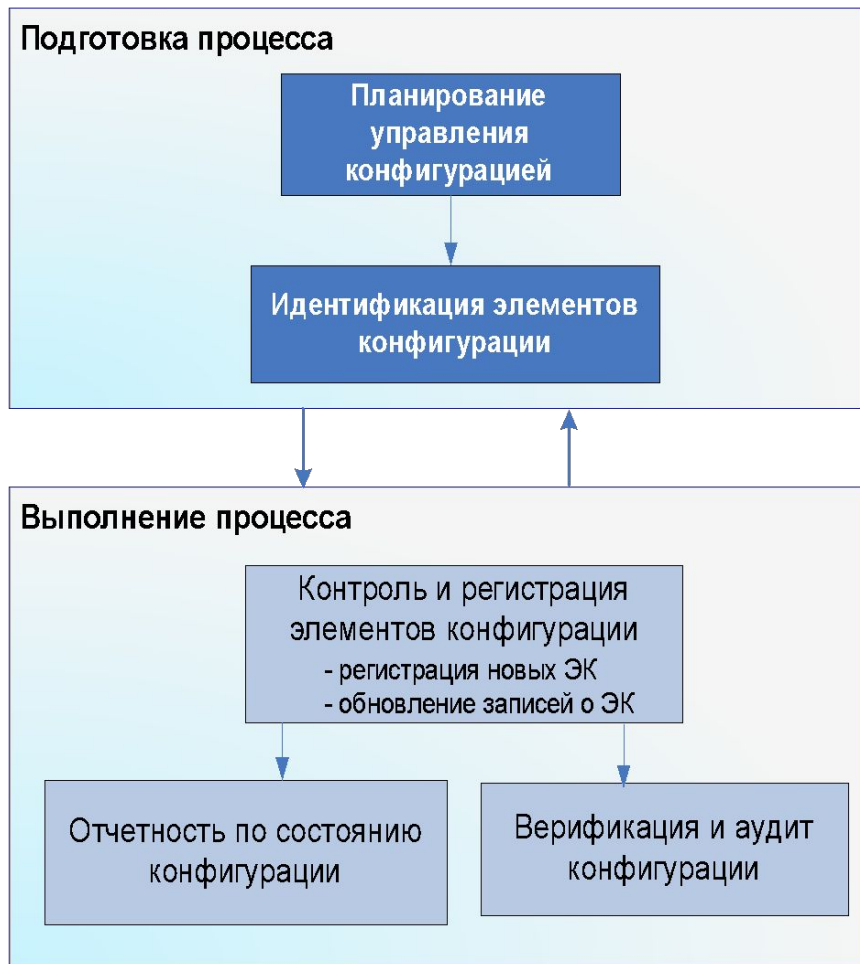 Подготовка процесса
Планирование
управления
конфигурацией
Идентификация элементов
конфигурации
Выполнение процесса
Контроль и регистрация
элементов конфигурации
- регистрация новых ЭК
- обновление записей о ЭК
Отчетность по состоянию
конфигурации
Верификация и аудит
конфигурации